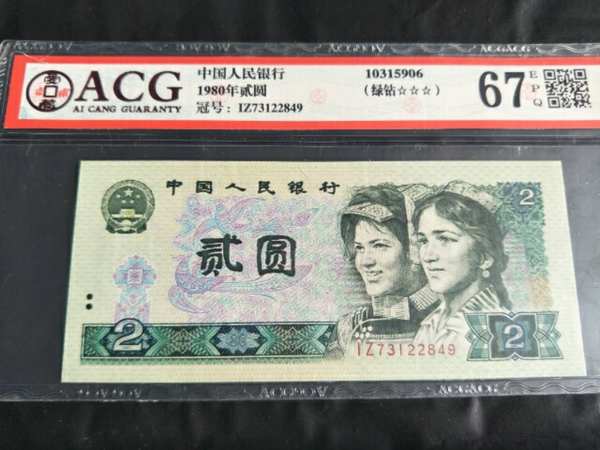 ACG
AI CANG GUARANTY
中国人民银行
1980年贰圆
冠号: IZ73122849
10315906
(绿钻☆☆☆)
67
E
P
Q
中国人民银行
2
贰圆
2
IZ73122849
2
ACGACG